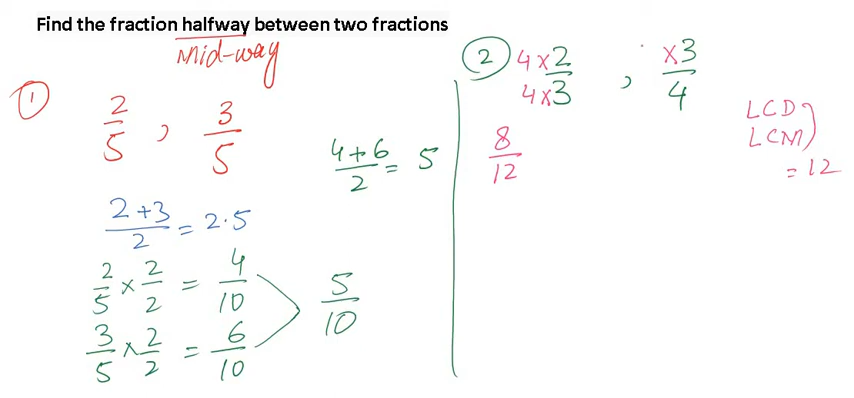 Find the fraction halfway between two fractions
Mid-way
1
2/5 , 3/5
(4+6)/2 = 5
(2+3)/2 = 2.5
2/5 × 2/2 = 4/10
3/5 × 2/2 = 6/10
5/10
2
4×2/4×3 , ×3/4
8/12
LCD
LCM
= 12